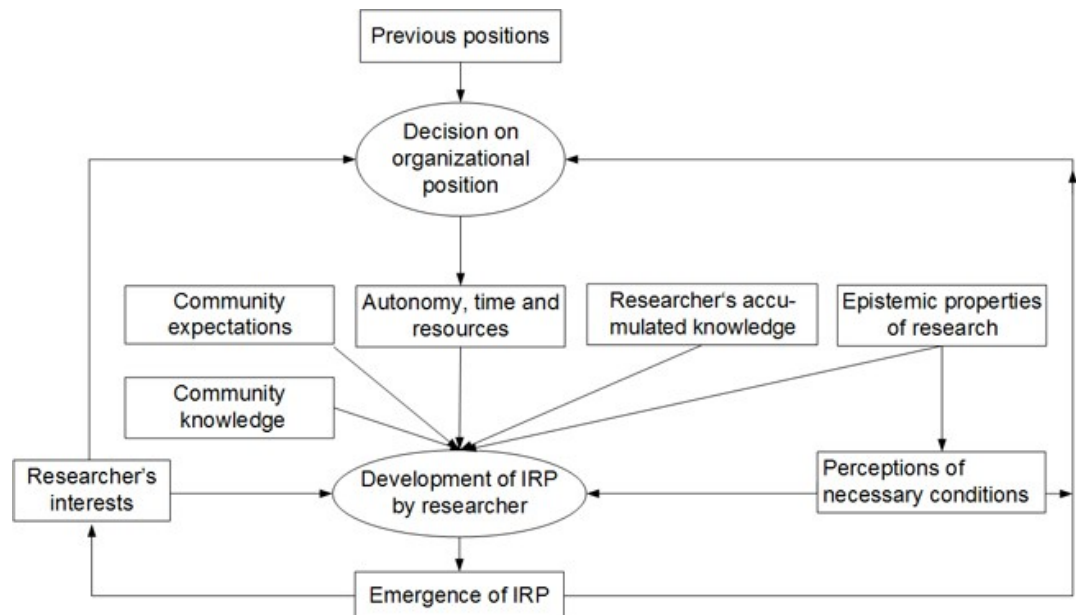 Previous positions
Decision on
organizational
position
Community
expectations
Autonomy, time and
resources
Researcher‘s accu-
mulated knowledge
Epistemic properties
of research
Community
knowledge
Researcher’s
interests
Development of IRP
by researcher
Perceptions of
necessary conditions
Emergence of IRP